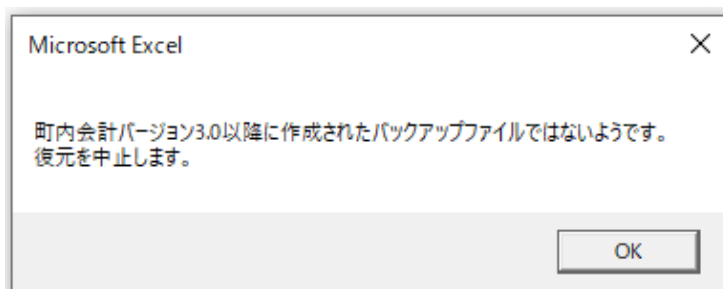 Microsoft Excel
町内会計バージョン3.0以降に作成されたバックアップファイルではないようです。
復元を中止します。
OK